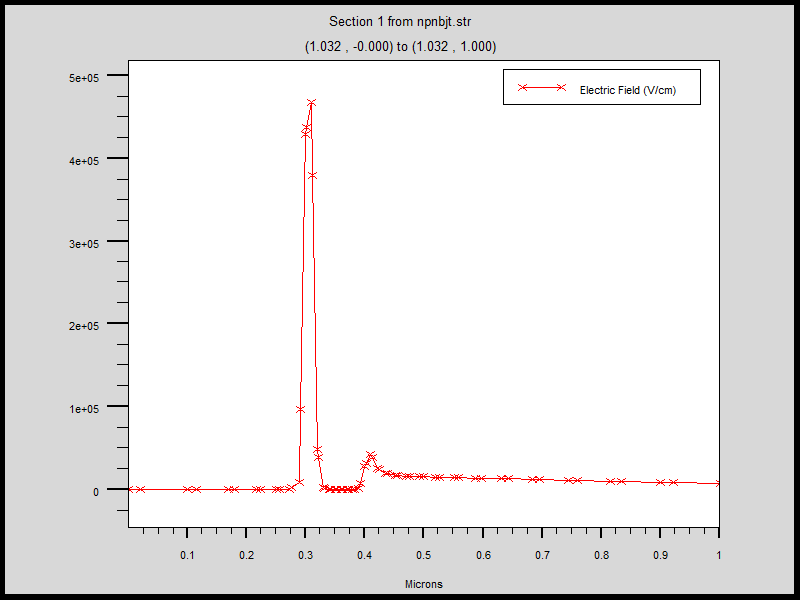 Section 1 from npnbjt.str
(1.032 , -0.000) to (1.032 , 1.000)
Electric Field (V/cm)
5e+05
4e+05
3e+05
2e+05
1e+05
0
0.1 0.2 0.3 0.4 0.5 0.6 0.7 0.8 0.9 1
Microns